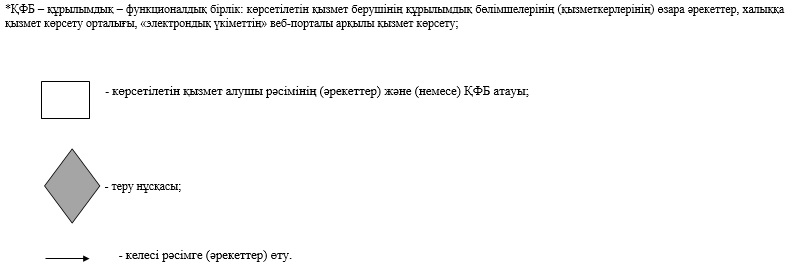 *ҚФБ – құрылымдық – функционалдық бірлік: көрсетілетін қызмет берушінің құрылымдық бөлімшелерінің (қызметкерлерінің) өзара әрекеттер, халыққа
қызмет көрсету орталығы, «электрондық үкіметтің» веб-порталы арқылы қызмет көрсету;
- көрсетілетін қызмет алушы рәсімінің (әрекеттер) және (немесе) ҚФБ атауы;
- теру нұсқасы;
- келесі рәсімге (әрекеттер) өту.